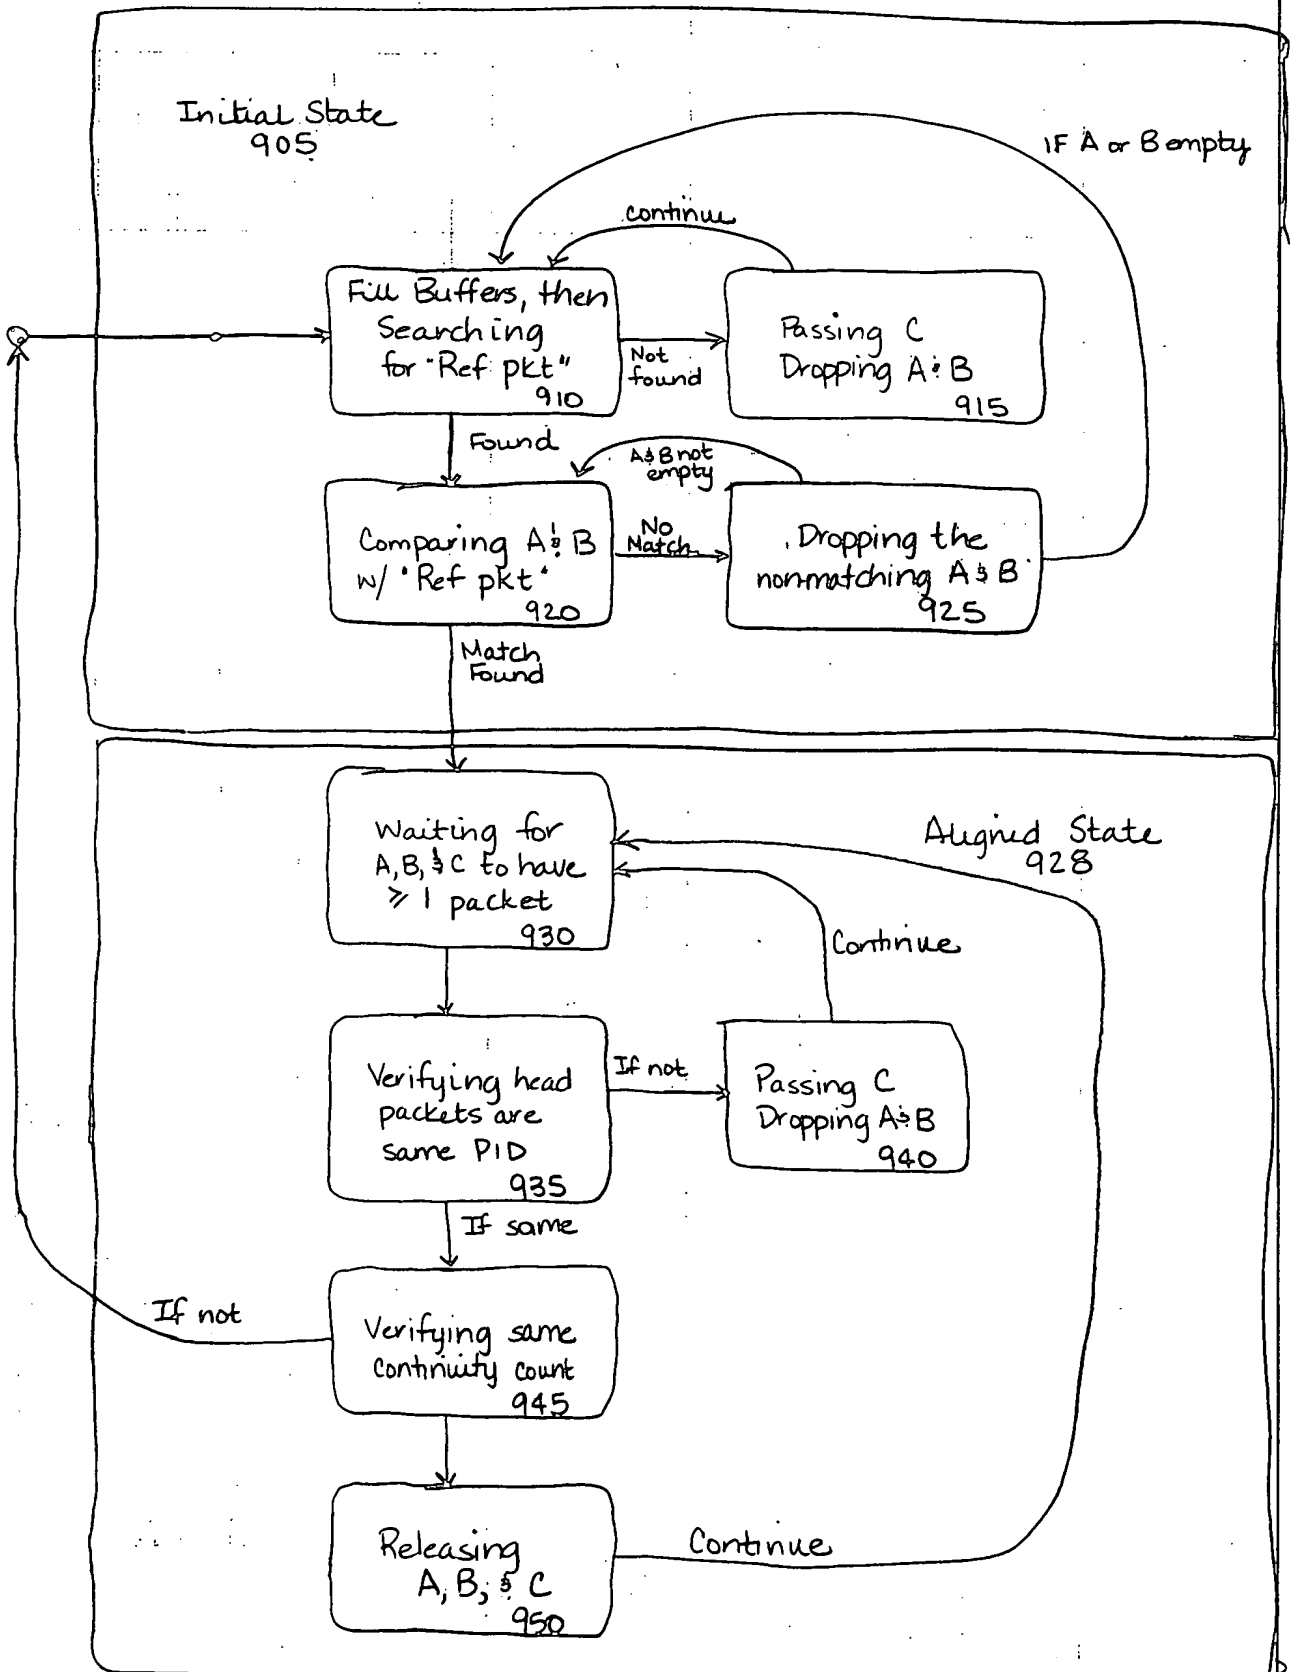 Initial State
905
IF A or B empty
continue
Fill Buffers, then
Searching
for "Ref pkt"
910
Not
found
Passing C
Dropping A & B
915
Found
A & B not
empty
Comparing A & B
w/ "Ref pkt"
920
No
Match
Dropping the
nonmatching A & B
925
Match
Found
Waiting for
A, B, & C to have
≥ 1 packet
930
Aligned State
928
Continue
Verifying head
packets are
same PID
935
If not
Passing C
Dropping A & B
940
If same
If not
Verifying same
Continuity count
945
Releasing
A, B, & C
950
Continue